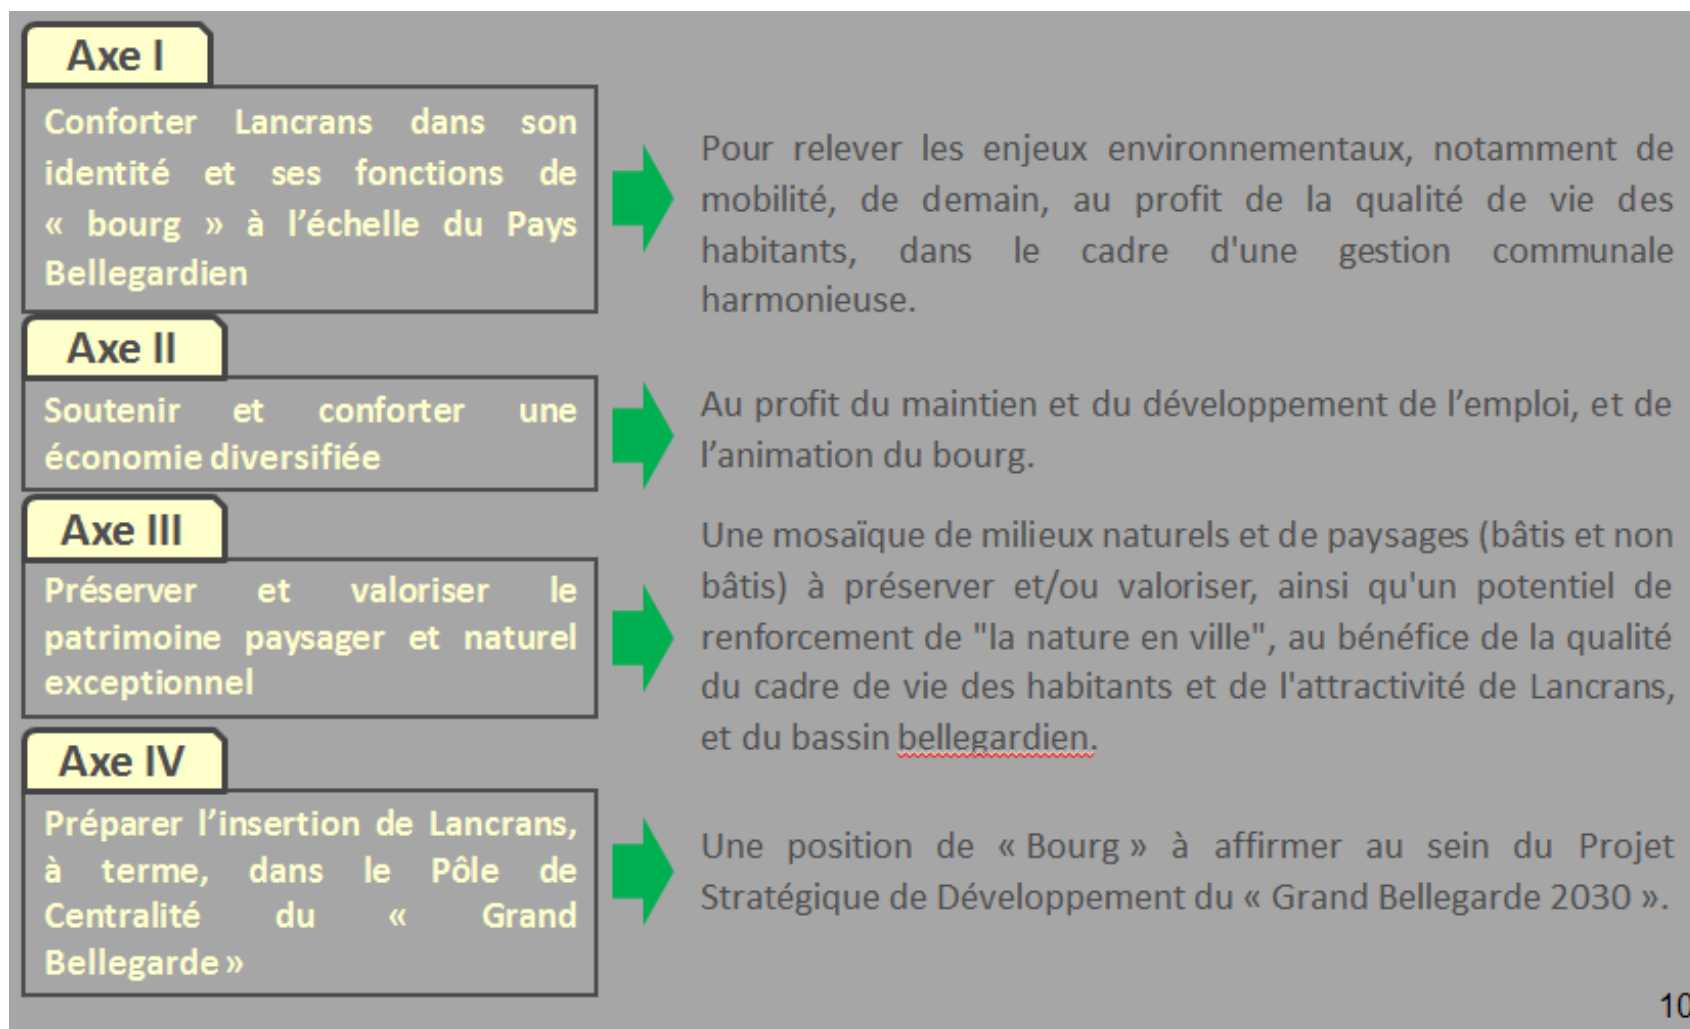 Axe I
Conforter Lancrans dans son
identité et ses fonctions de
« bourg » à l’échelle du Pays
Bellegardien
Pour relever les enjeux environnementaux, notamment de
mobilité, de demain, au profit de la qualité de vie des
habitants, dans le cadre d'une gestion communale
harmonieuse.
Axe II
Soutenir et conforter une
économie diversifiée
Au profit du maintien et du développement de l’emploi, et de
l’animation du bourg.
Axe III
Préserver et valoriser le
patrimoine paysager et naturel
exceptionnel
Une mosaïque de milieux naturels et de paysages (bâtis et non
bâtis) à préserver et/ou valoriser, ainsi qu'un potentiel de
renforcement de "la nature en ville", au bénéfice de la qualité
du cadre de vie des habitants et de l'attractivité de Lancrans,
et du bassin bellegardien.
Axe IV
Préparer l’insertion de Lancrans,
à terme, dans le Pôle de
Centralité du « Grand
Bellegarde »
Une position de « Bourg » à affirmer au sein du Projet
Stratégique de Développement du « Grand Bellegarde 2030 ».
10